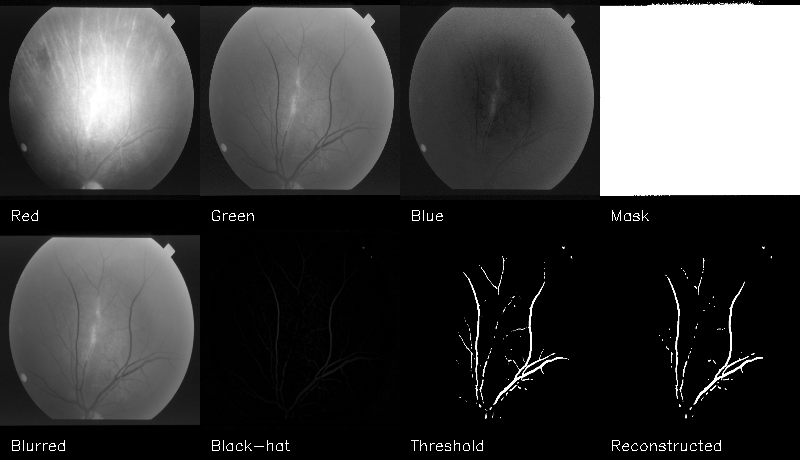 Red
Green
Blue
Mask
Blurred
Black-hat
Threshold
Reconstructed